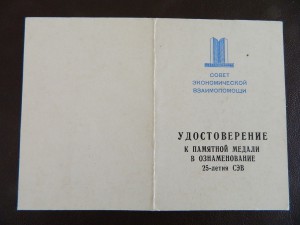 СОВЕТ
ЭКОНОМИЧЕСКОЙ
ВЗАИМОПОМОЩИ
УДОСТОВЕРЕНИЕ
К ПАМЯТНОЙ МЕДАЛИ
В ОЗНАМЕНОВАНИЕ
25-летия СЭВ